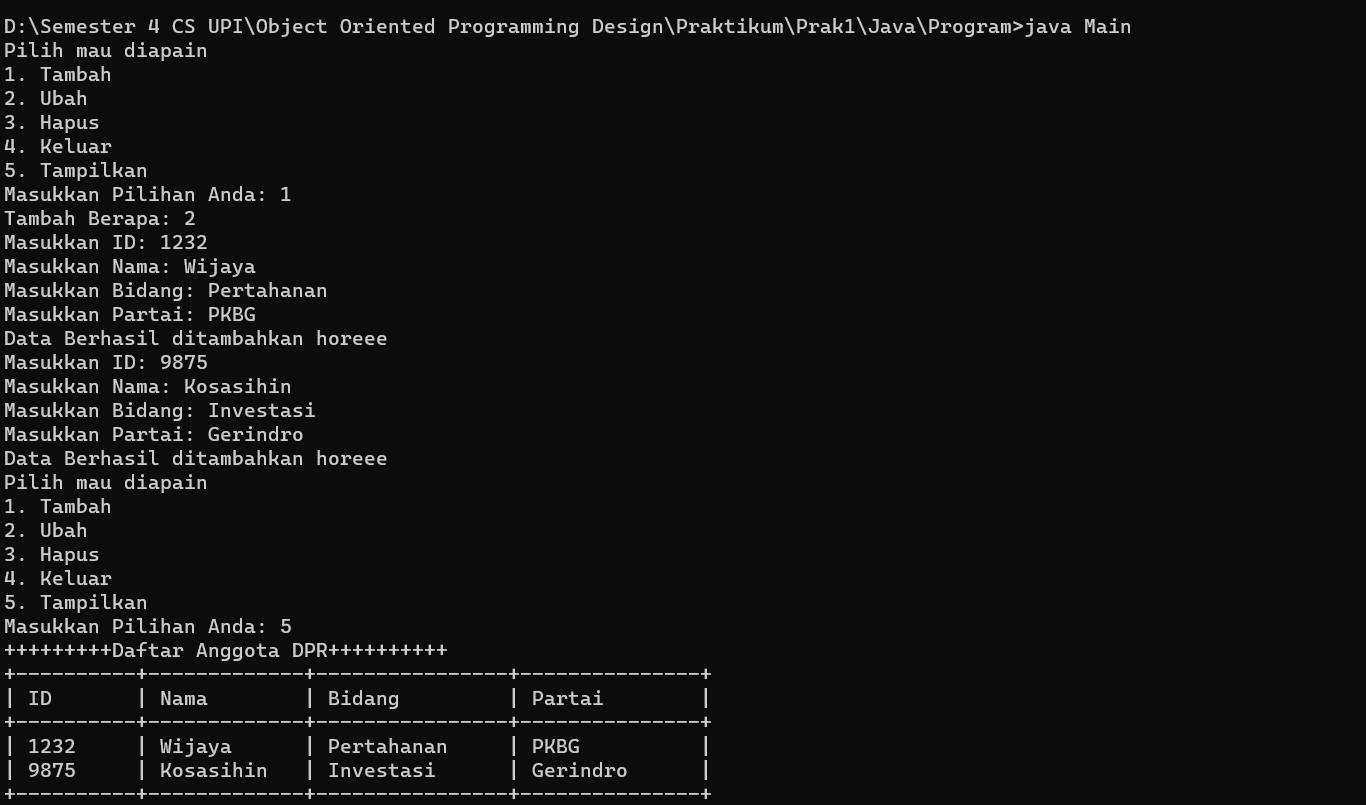 D:\Semester 4 CS UPI\Object Oriented Programming Design\Praktikum\Prak1\Java\Program>java Main
Pilih mau diapain
1. Tambah
2. Ubah
3. Hapus
4. Keluar
5. Tampilkan
Masukkan Pilihan Anda: 1
Tambah Berapa: 2
Masukkan ID: 1232
Masukkan Nama: Wijaya
Masukkan Bidang: Pertahanan
Masukkan Partai: PKBG
Data Berhasil ditambahkan horeee
Masukkan ID: 9875
Masukkan Nama: Kosasihin
Masukkan Bidang: Investasi
Masukkan Partai: Gerindro
Data Berhasil ditambahkan horeee
Pilih mau diapain
1. Tambah
2. Ubah
3. Hapus
4. Keluar
5. Tampilkan
Masukkan Pilihan Anda: 5
+++++++++Daftar Anggota DPR++++++++++
+----------+-------------+----------------+---------------+
| ID       | Nama        | Bidang         | Partai        |
+----------+-------------+----------------+---------------+
| 1232     | Wijaya      | Pertahanan     | PKBG          |
| 9875     | Kosasihin   | Investasi      | Gerindro      |
+----------+-------------+----------------+---------------+